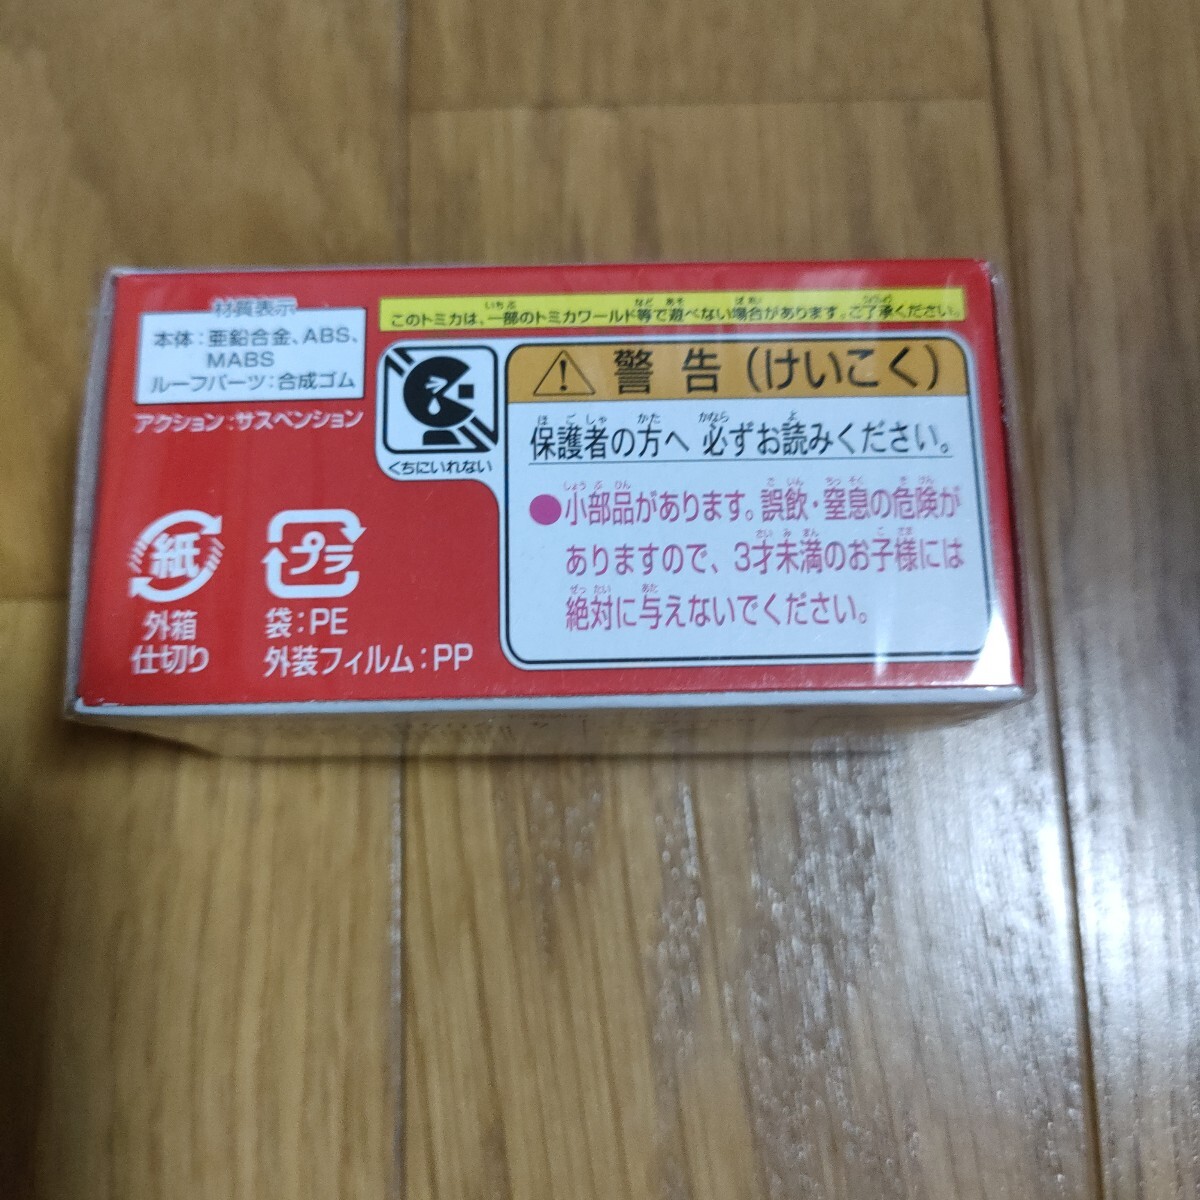 材質表示
本体：亜鉛合金、ABS、
MABS
ルーフパーツ：合成ゴム
アクション：サスペンション
紙
外箱
仕切り
プラ
袋：PE
外装フィルム：PP
このトミカは、一部のトミカワールド等で遊べない場合があります。ご了承ください。
くちにいれない
警告（けいこく）
保護者の方へ 必ずお読みください。
●小部品があります。誤飲・窒息の危険が
ありますので、3才未満のお子様には
絶対に与えないでください。